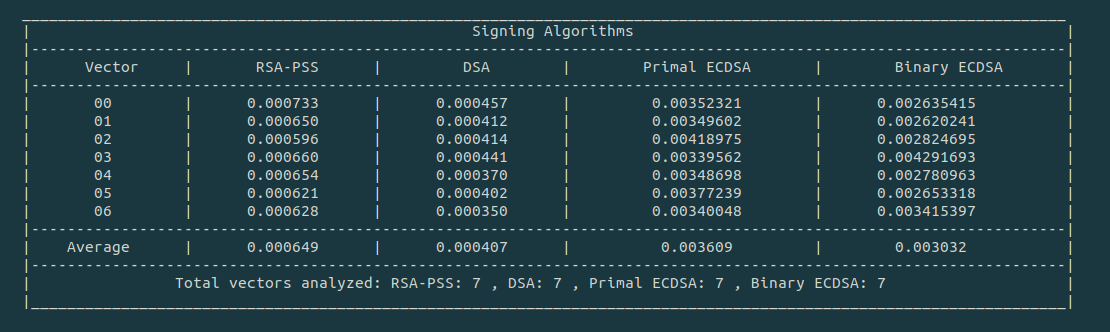 Signing Algorithms
Vector | RSA-PSS | DSA | Primal ECDSA | Binary ECDSA
00 | 0.000733 | 0.000457 | 0.00352321 | 0.002635415
01 | 0.000650 | 0.000412 | 0.00349602 | 0.002620241
02 | 0.000596 | 0.000414 | 0.00418975 | 0.002824695
03 | 0.000660 | 0.000441 | 0.00339562 | 0.004291693
04 | 0.000654 | 0.000370 | 0.00348698 | 0.002780963
05 | 0.000621 | 0.000402 | 0.00377239 | 0.002653318
06 | 0.000628 | 0.000350 | 0.00340048 | 0.003415397
Average | 0.000649 | 0.000407 | 0.003609 | 0.003032
Total vectors analyzed: RSA-PSS: 7 , DSA: 7 , Primal ECDSA: 7 , Binary ECDSA: 7